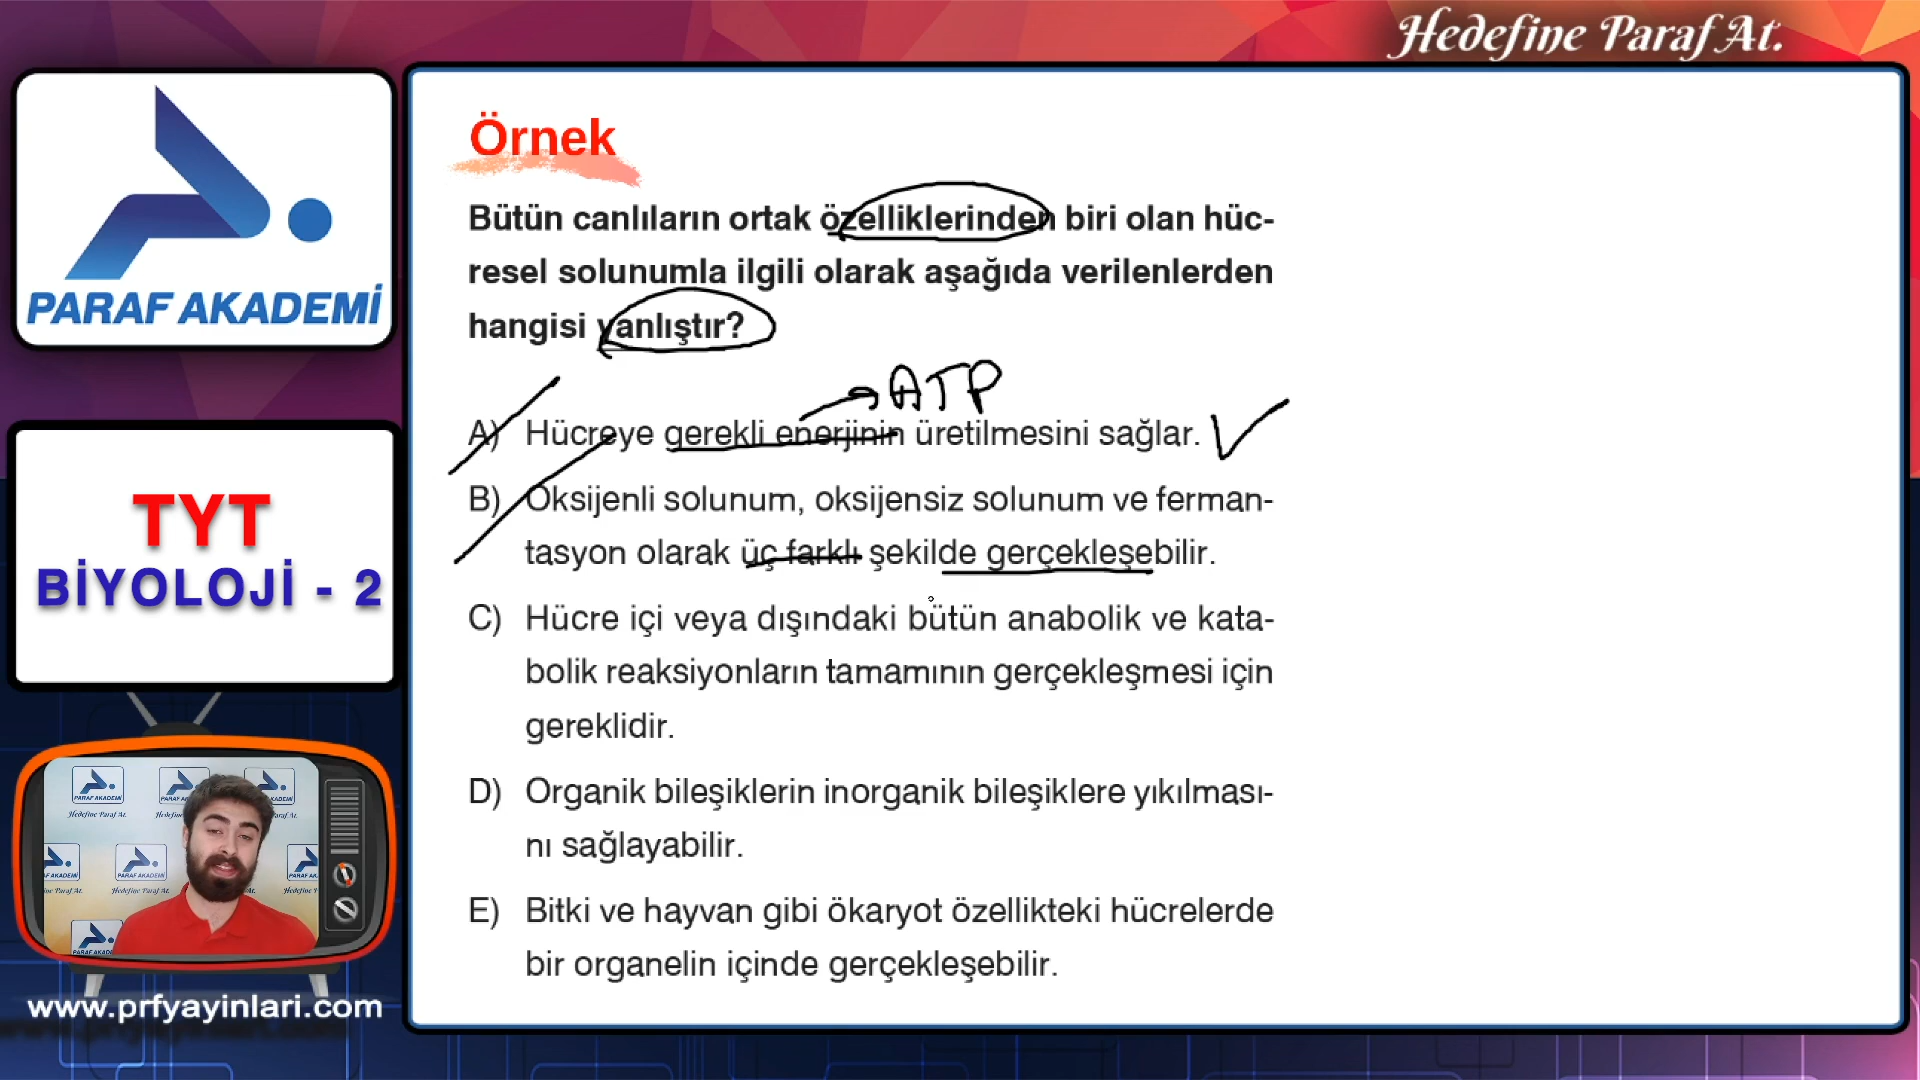 Hedefine Paraf At.
PARAF AKADEMİ
TYT
BİYOLOJİ - 2
www.prfyayinlari.com
Örnek
Bütün canlıların ortak özelliklerinden biri olan hüc-
resel solunumla ilgili olarak aşağıda verilenlerden
hangisi yanlıştır?
ATP
A) Hücreye gerekli enerjinin üretilmesini sağlar.
B) Oksijenli solunum, oksijensiz solunum ve ferman-
tasyon olarak üç farklı şekilde gerçekleşebilir.
C) Hücre içi veya dışındaki bütün anabolik ve kata-
bolik reaksiyonların tamamının gerçekleşmesi için
gereklidir.
D) Organik bileşiklerin inorganik bileşiklere yıkılması-
nı sağlayabilir.
E) Bitki ve hayvan gibi ökaryot özellikteki hücrelerde
bir organelin içinde gerçekleşebilir.